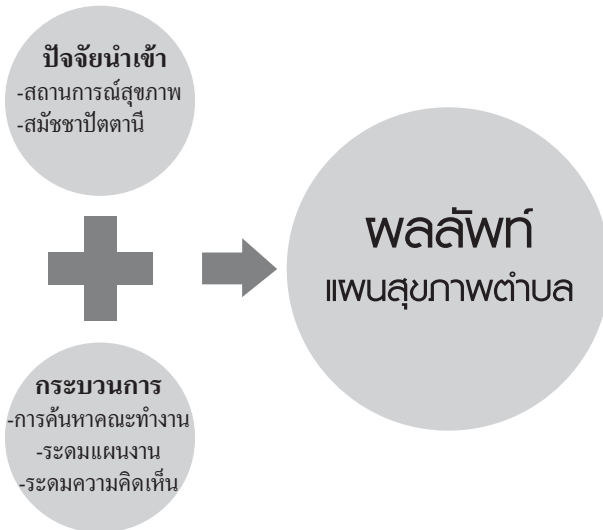 ปัจจัยนำเข้า
-สถานการณ์สุขภาพ
-สมัชชาปัตตานี
ผลลัพท์
แผนสุขภาพตำบล
กระบวนการ
-การค้นหาคณะทำงาน
-ระดมแผนงาน
-ระดมความคิดเห็น